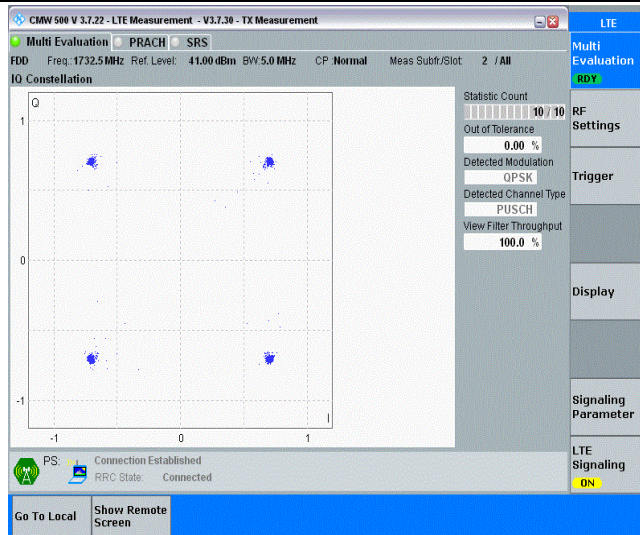 CMW 500 V 3.7.22 - LTE Measurement - V3.7.30 - TX Measurement
LTE
Multi Evaluation PRACH SRS
FDD Freq.:1732.5 MHz Ref. Level: 41.00 dBm BW:5.0 MHz CP :Normal Meas Subfr./Slot: 2 / All
IQ Constellation
Q
1
0
-1
-1 0 1
I
Statistic Count
10 / 10
Out of Tolerance
0.00 %
Detected Modulation
QPSK
Detected Channel Type
PUSCH
View Filter Throughput
100.0 %
Multi
Evaluation
RDY
RF
Settings
Trigger
Display
Signaling
Parameter
LTE
Signaling
ON
PS: Connection Established
RRC State: Connected
Go To Local
Show Remote
Screen